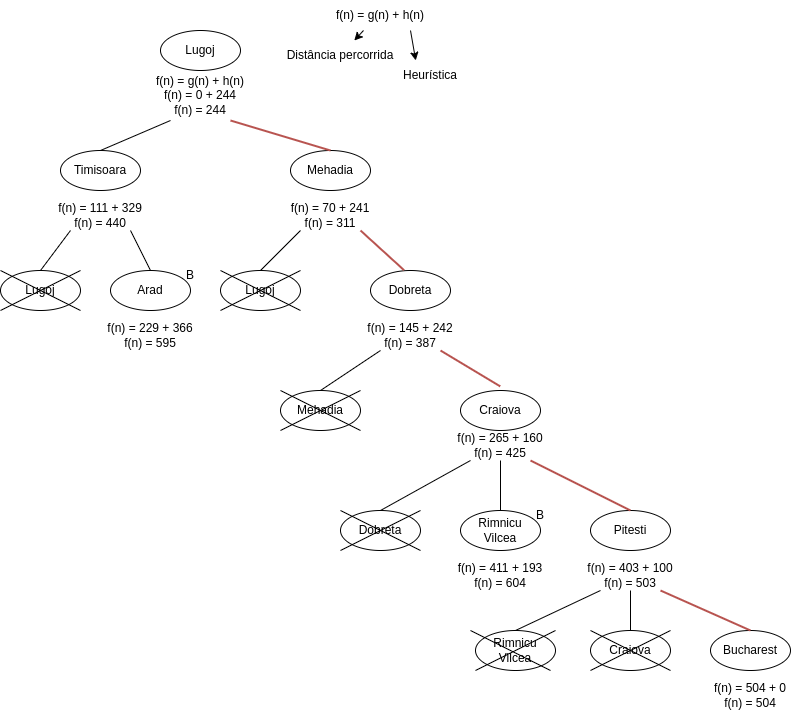 f(n) = g(n) + h(n)
Distância percorrida
Heurística
Lugoj
f(n) = g(n) + h(n)
f(n) = 0 + 244
f(n) = 244
Timisoara
f(n) = 111 + 329
f(n) = 440
Mehadia
f(n) = 70 + 241
f(n) = 311
Lugoj
Arad
B
f(n) = 229 + 366
f(n) = 595
Lugoj
Dobreta
f(n) = 145 + 242
f(n) = 387
Mehadia
Craiova
f(n) = 265 + 160
f(n) = 425
Dobreta
Rimnicu
Vilcea
B
f(n) = 411 + 193
f(n) = 604
Pitesti
f(n) = 403 + 100
f(n) = 503
Rimnicu
Vilcea
Craiova
Bucharest
f(n) = 504 + 0
f(n) = 504